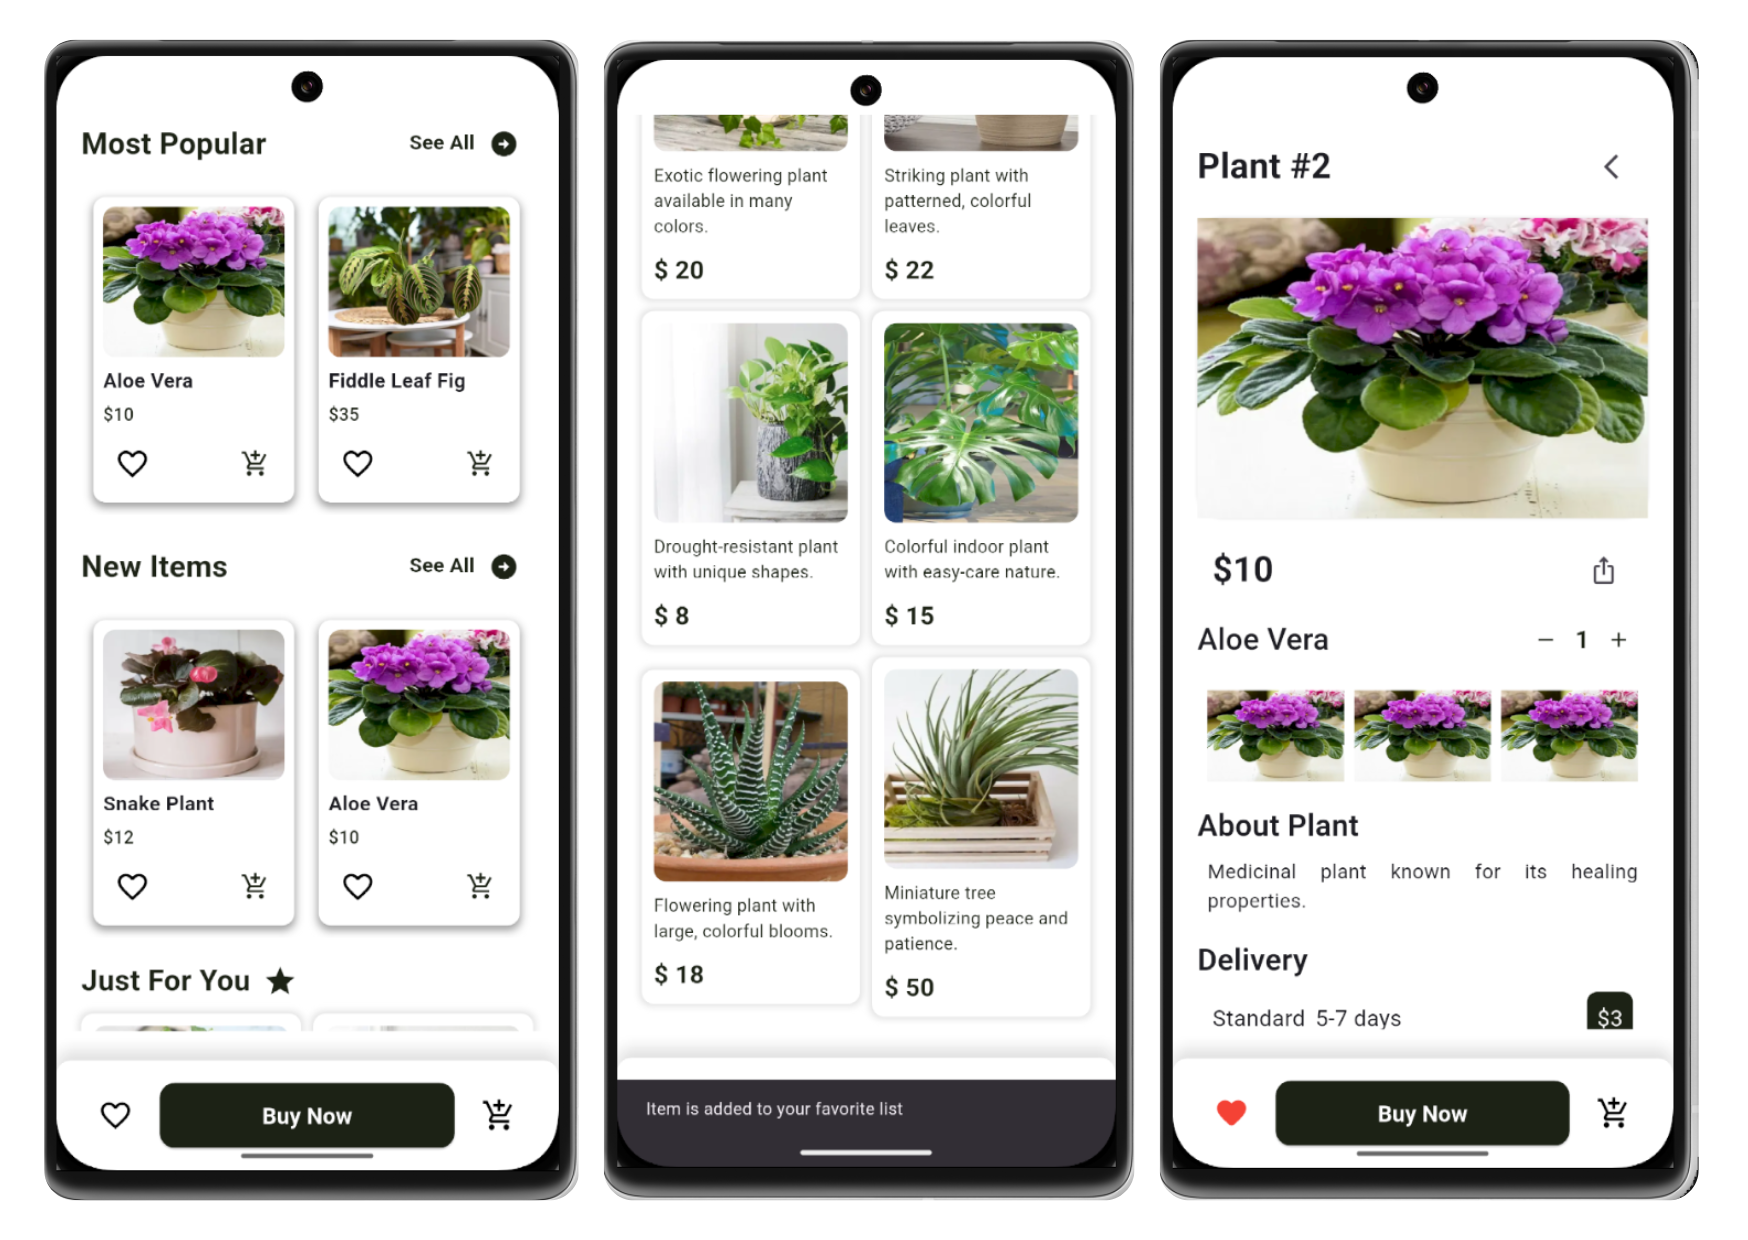 Most Popular
See All
Aloe Vera
$10
Fiddle Leaf Fig
$35
New Items
See All
Snake Plant
$12
Aloe Vera
$10
Just For You
Buy Now
Exotic flowering plant
available in many
colors.
$ 20
Striking plant with
patterned, colorful
leaves.
$ 22
Drought-resistant plant
with unique shapes.
$ 8
Colorful indoor plant
with easy-care nature.
$ 15
Flowering plant with
large, colorful blooms.
$ 18
Miniature tree
symbolizing peace and
patience.
$ 50
Item is added to your favorite list
Plant #2
$10
Aloe Vera
− 1 +
About Plant
Medicinal plant known for its healing
properties.
Delivery
Standard 5-7 days
$3
Buy Now